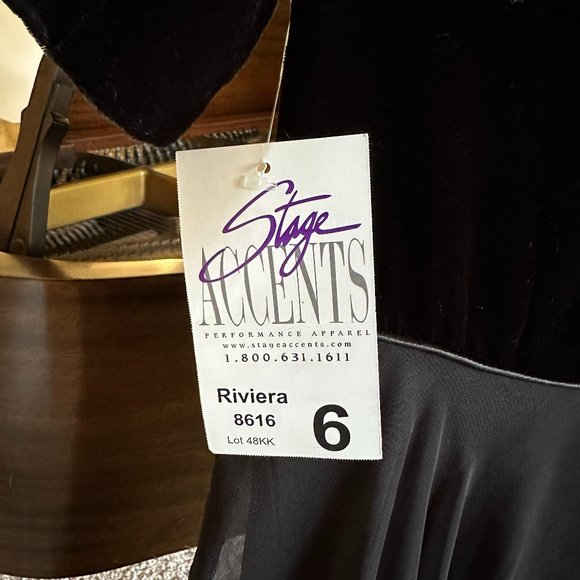 Stage
ACCENTS
PERFORMANCE APPAREL
www.stageaccents.com
1.800.631.1611
Riviera
8616
Lot 48KK
6